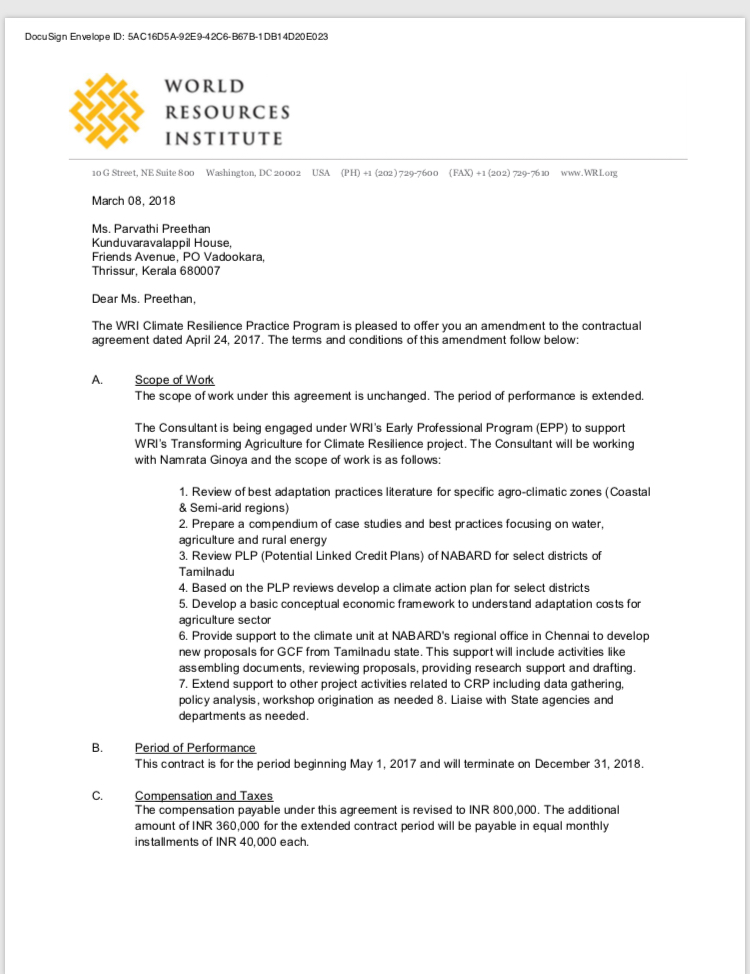 DocuSign Envelope ID: 5AC16D5A-92E9-42C6-B67B-1DB14D20E023
WORLD
RESOURCES
INSTITUTE
10 G Street, NE Suite 800 Washington, DC 20002 USA (PH) +1 (202) 729-7600 (FAX) +1 (202) 729-7610 www.WRI.org
March 08, 2018
Ms. Parvathi Preethan
Kunduvaravalappil House,
Friends Avenue, PO Vadookara,
Thrissur, Kerala 680007
Dear Ms. Preethan,
The WRI Climate Resilience Practice Program is pleased to offer you an amendment to the contractual
agreement dated April 24, 2017. The terms and conditions of this amendment follow below:
A. Scope of Work
The scope of work under this agreement is unchanged. The period of performance is extended.
The Consultant is being engaged under WRI's Early Professional Program (EPP) to support
WRI's Transforming Agriculture for Climate Resilience project. The Consultant will be working
with Namrata Ginoya and the scope of work is as follows:
1. Review of best adaptation practices literature for specific agro-climatic zones (Coastal
& Semi-arid regions)
2. Prepare a compendium of case studies and best practices focusing on water,
agriculture and rural energy
3. Review PLP (Potential Linked Credit Plans) of NABARD for select districts of
Tamilnadu
4. Based on the PLP reviews develop a climate action plan for select districts
5. Develop a basic conceptual economic framework to understand adaptation costs for
agriculture sector
6. Provide support to the climate unit at NABARD's regional office in Chennai to develop
new proposals for GCF from Tamilnadu state. This support will include activities like
assembling documents, reviewing proposals, providing research support and drafting.
7. Extend support to other project activities related to CRP including data gathering,
policy analysis, workshop origination as needed 8. Liaise with State agencies and
departments as needed.
B. Period of Performance
This contract is for the period beginning May 1, 2017 and will terminate on December 31, 2018.
C. Compensation and Taxes
The compensation payable under this agreement is revised to INR 800,000. The additional
amount of INR 360,000 for the extended contract period will be payable in equal monthly
installments of INR 40,000 each.